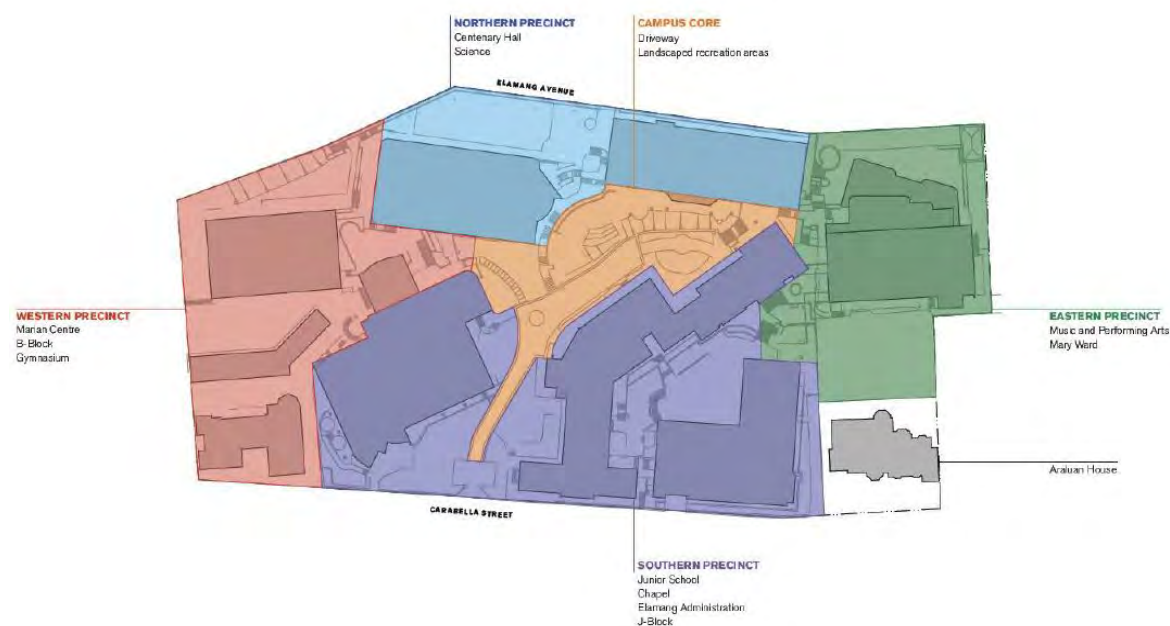 NORTHERN PRECINCT
Centenary Hall
Science
CAMPUS CORE
Driveway
Landscaped recreation areas
ELAMANG AVENUE
WESTERN PRECINCT
Marian Centre
B-Block
Gymnasium
EASTERN PRECINCT
Music and Performing Arts
Mary Ward
Araluan House
CARABELLA STREET
SOUTHERN PRECINCT
Junior School
Chapel
Elamang Administration
J-Block